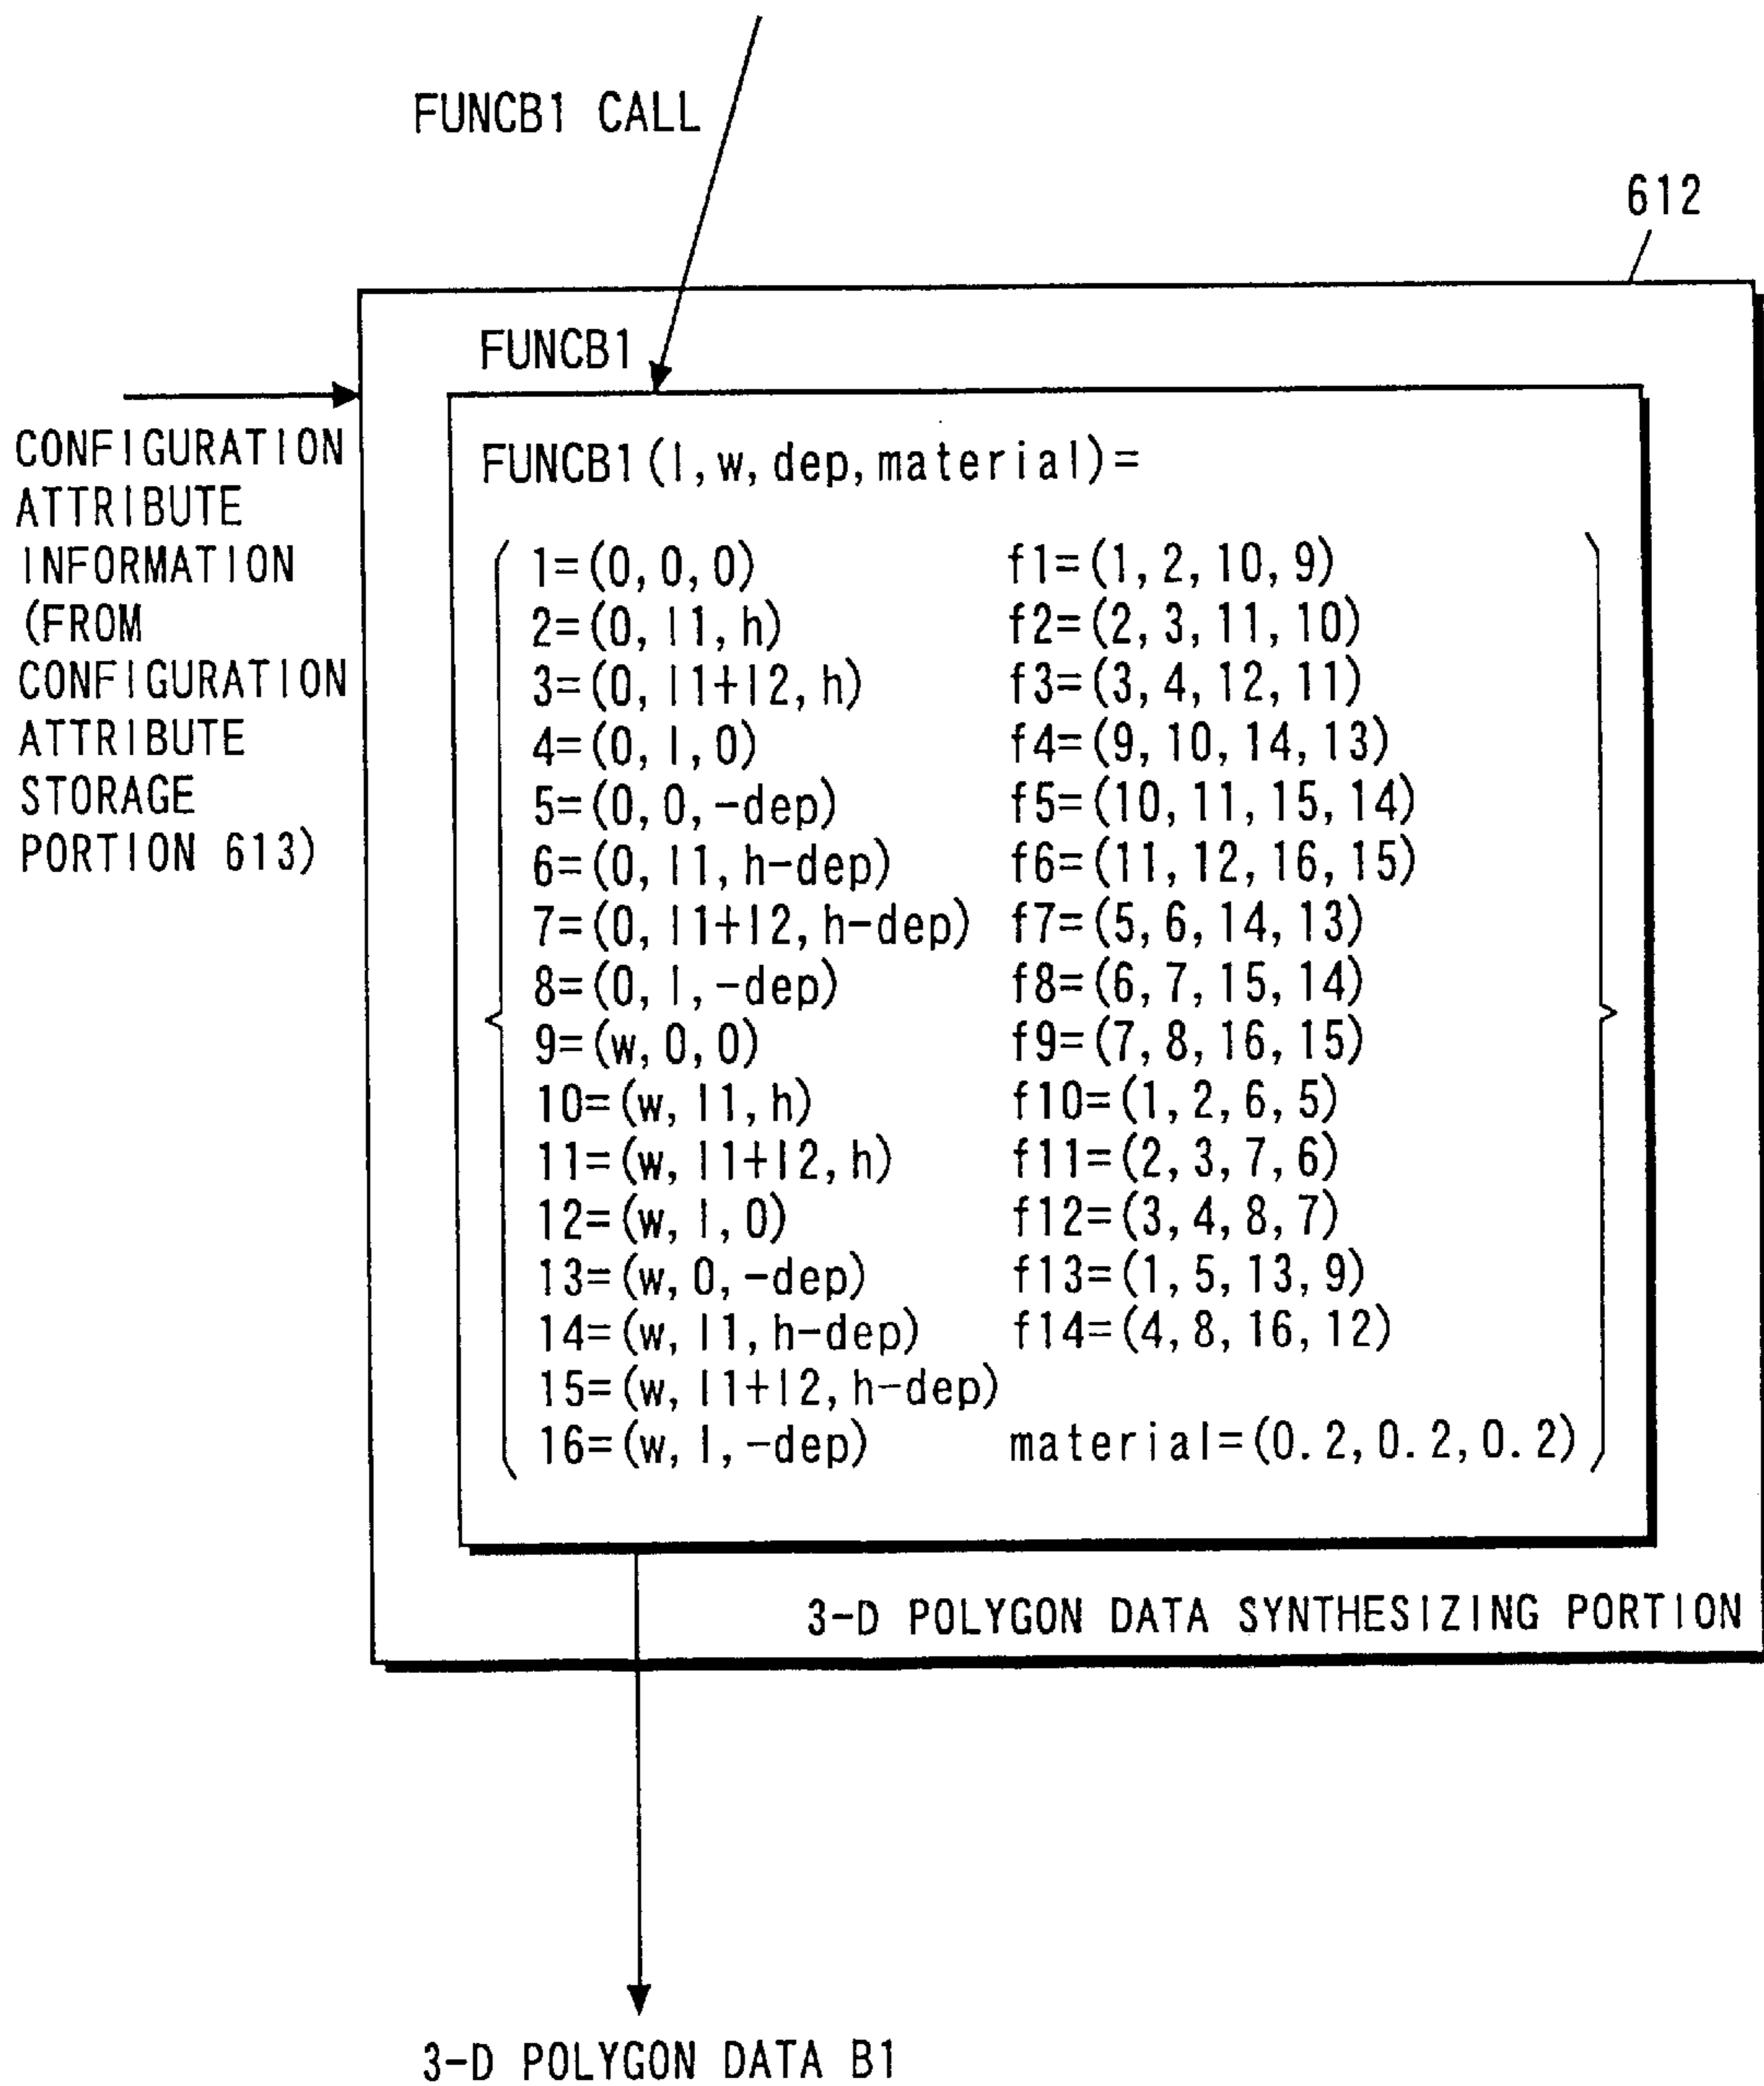 FUNCB1 CALL
612
FUNCB1
CONFIGURATION
ATTRIBUTE
INFORMATION
(FROM
CONFIGURATION
ATTRIBUTE
STORAGE
PORTION 613)
FUNCB1(l,w,dep,material)=
1=(0,0,0) f1=(1,2,10,9)
2=(0,l1,h) f2=(2,3,11,10)
3=(0,l1+l2,h) f3=(3,4,12,11)
4=(0,l,0) f4=(9,10,14,13)
5=(0,0,-dep) f5=(10,11,15,14)
6=(0,l1,h-dep) f6=(11,12,16,15)
7=(0,l1+l2,h-dep) f7=(5,6,14,13)
8=(0,l,-dep) f8=(6,7,15,14)
9=(w,0,0) f9=(7,8,16,15)
10=(w,l1,h) f10=(1,2,6,5)
11=(w,l1+l2,h) f11=(2,3,7,6)
12=(w,l,0) f12=(3,4,8,7)
13=(w,0,-dep) f13=(1,5,13,9)
14=(w,l1,h-dep) f14=(4,8,16,12)
15=(w,l1+l2,h-dep)
16=(w,l,-dep) material=(0.2,0.2,0.2)
3-D POLYGON DATA SYNTHESIZING PORTION
3-D POLYGON DATA B1